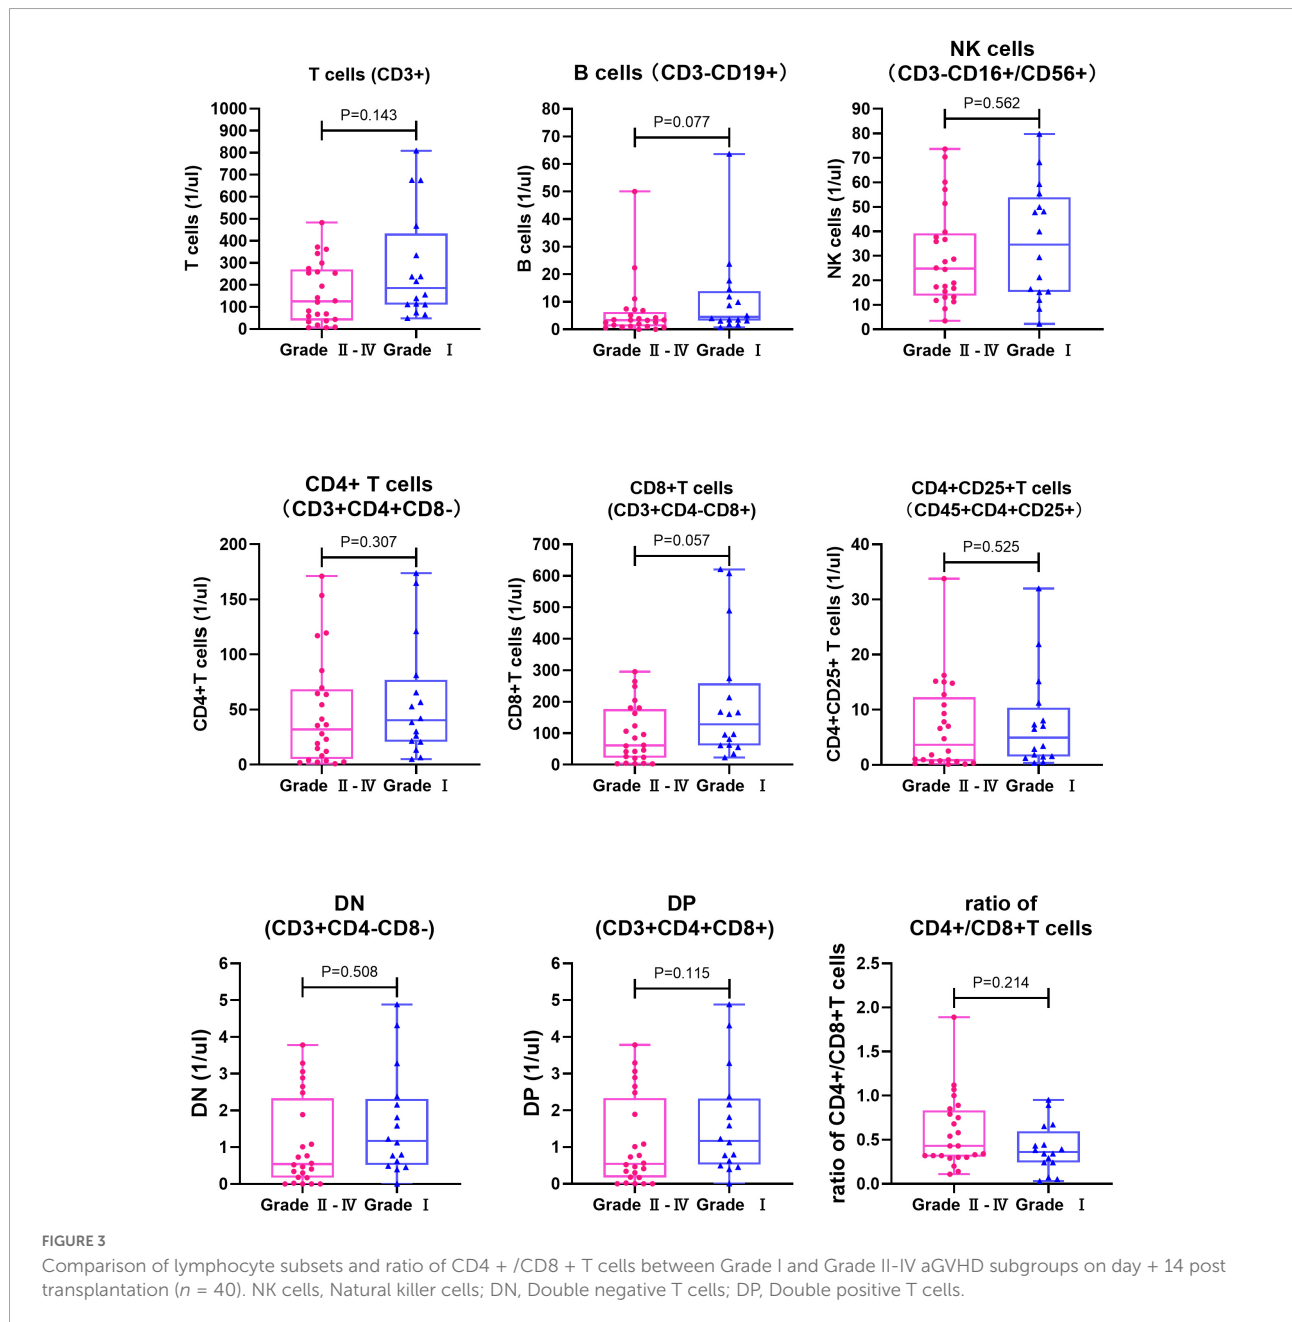 T cells (CD3+)
P=0.143
T cells (1/ul)
1000
900
800
700
600
500
400
300
200
100
0
Grade Ⅱ - Ⅳ Grade Ⅰ
B cells （CD3-CD19+）
P=0.077
B cells (1/ul)
80
70
60
50
40
30
20
10
0
Grade Ⅱ - Ⅳ Grade Ⅰ
NK cells
（CD3-CD16+/CD56+）
P=0.562
NK cells (1/ul)
90
80
70
60
50
40
30
20
10
0
Grade Ⅱ - Ⅳ Grade Ⅰ
CD4+ T cells
（CD3+CD4+CD8-）
P=0.307
CD4+T cells (1/ul)
200
150
100
50
0
Grade Ⅱ - Ⅳ Grade Ⅰ
CD8+T cells
(CD3+CD4-CD8+)
P=0.057
CD8+T cells (1/ul)
700
600
500
400
300
200
100
0
Grade Ⅱ - Ⅳ Grade Ⅰ
CD4+CD25+T cells
（CD45+CD4+CD25+）
P=0.525
CD4+CD25+ T cells (1/ul)
40
30
20
10
0
Grade Ⅱ - Ⅳ Grade Ⅰ
DN
(CD3+CD4-CD8-)
P=0.508
DN (1/ul)
6
5
4
3
2
1
0
Grade Ⅱ - Ⅳ Grade Ⅰ
DP
(CD3+CD4+CD8+)
P=0.115
DP (1/ul)
6
5
4
3
2
1
0
Grade Ⅱ - Ⅳ Grade Ⅰ
ratio of
CD4+/CD8+T cells
P=0.214
ratio of CD4+/CD8+T cells
2.5
2.0
1.5
1.0
0.5
0.0
Grade Ⅱ - Ⅳ Grade Ⅰ
FIGURE 3
Comparison of lymphocyte subsets and ratio of CD4 + /CD8 + T cells between Grade I and Grade II-IV aGVHD subgroups on day + 14 post
transplantation (n = 40). NK cells, Natural killer cells; DN, Double negative T cells; DP, Double positive T cells.